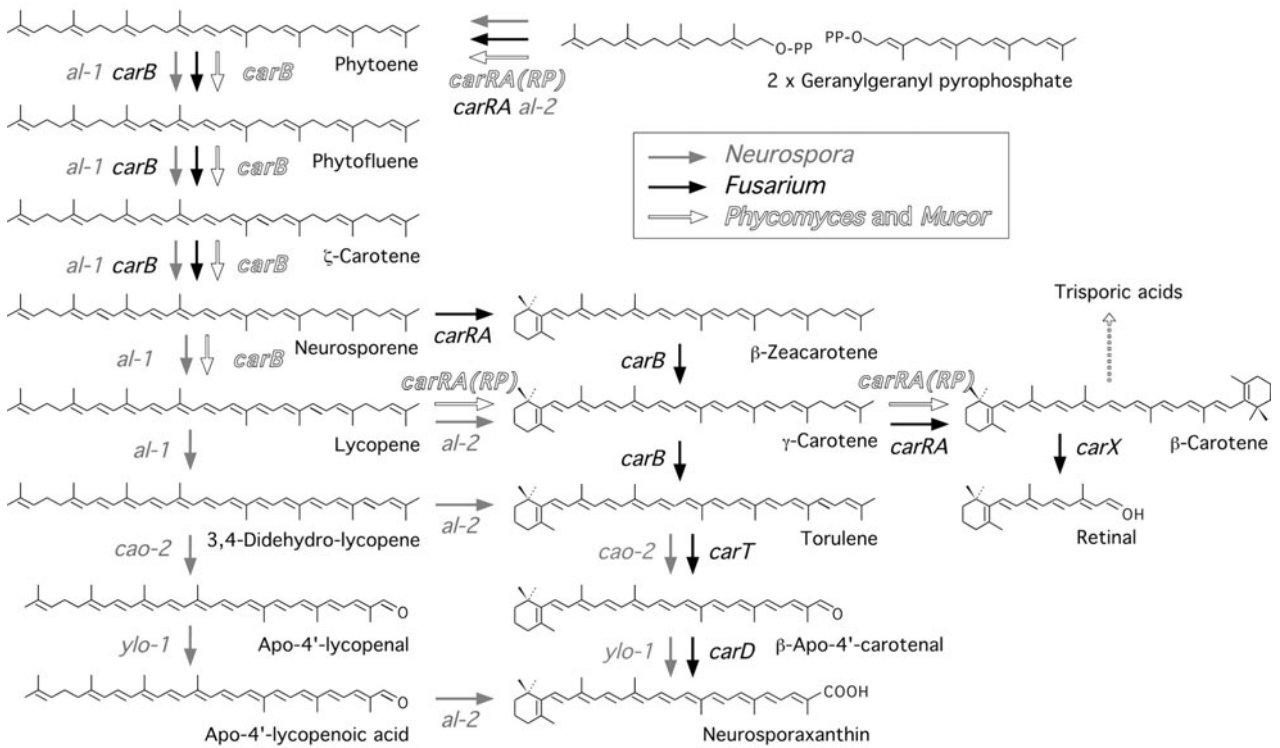 O-PP
PP-O
Phytoene
2 x Geranylgeranyl pyrophosphate
al-1 carB carB
carRA(RP)
carRA al-2
Phytofluene
al-1 carB carB
Neurospora
Fusarium
Phycomyces and Mucor
ζ-Carotene
al-1 carB carB
Trisporic acids
Neurosporene
carRA
β-Zeacarotene
al-1 carB
carB
carRA(RP)
carRA(RP)
Lycopene
al-2
γ-Carotene
carRA
β-Carotene
al-1
carB
carX
OH
3,4-Didehydro-lycopene
al-2
Torulene
Retinal
cao-2
cao-2 carT
O
O
Apo-4'-lycopenal
β-Apo-4'-carotenal
ylo-1
ylo-1 carD
O
COOH
Apo-4'-lycopenoic acid
al-2
Neurosporaxanthin